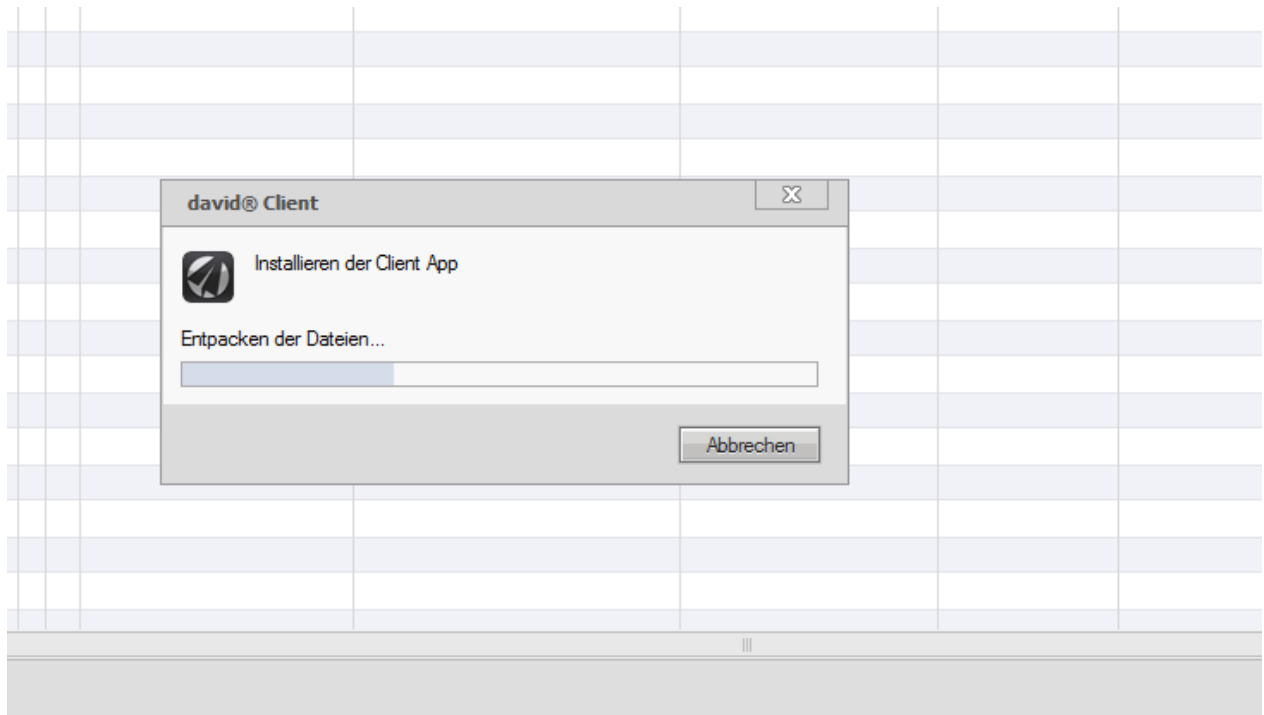 david® Client
Installieren der Client App
Entpacken der Dateien...
Abbrechen